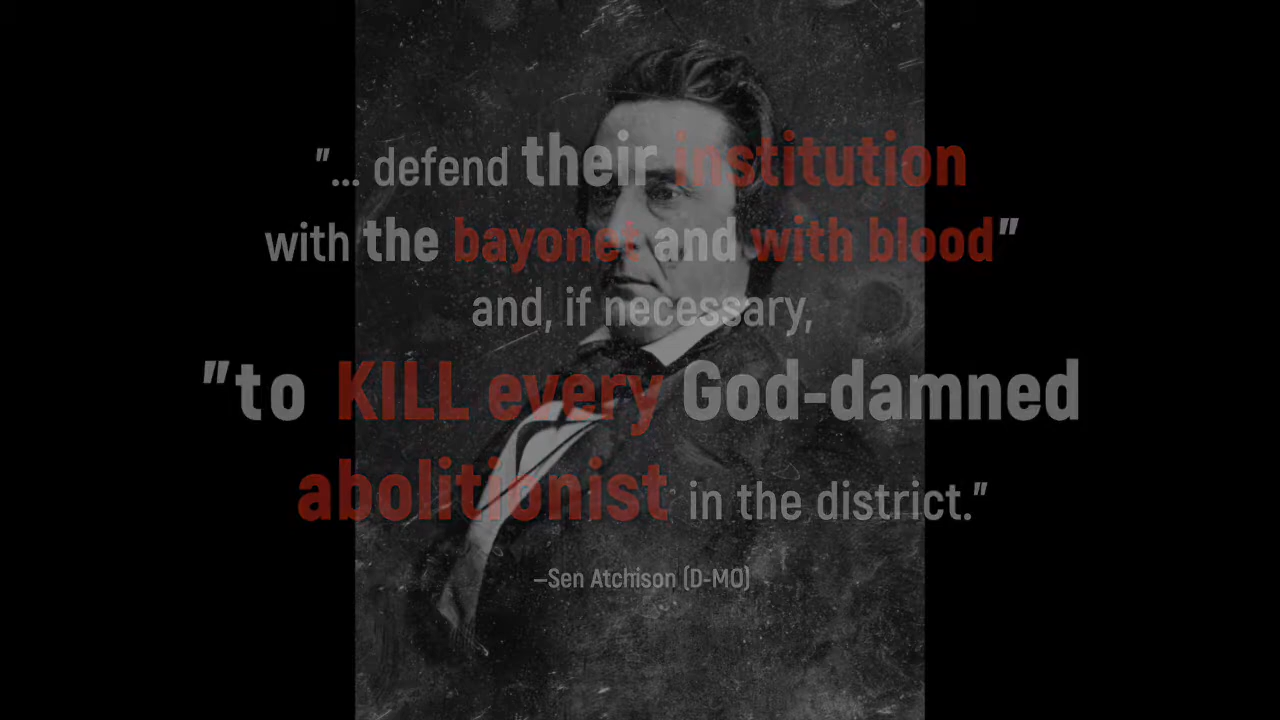 "... defend their institution
with the bayonet and with blood"
and, if necessary,
"to KILL every God-damned
abolitionist in the district."
—Sen Atchison (D-MO)